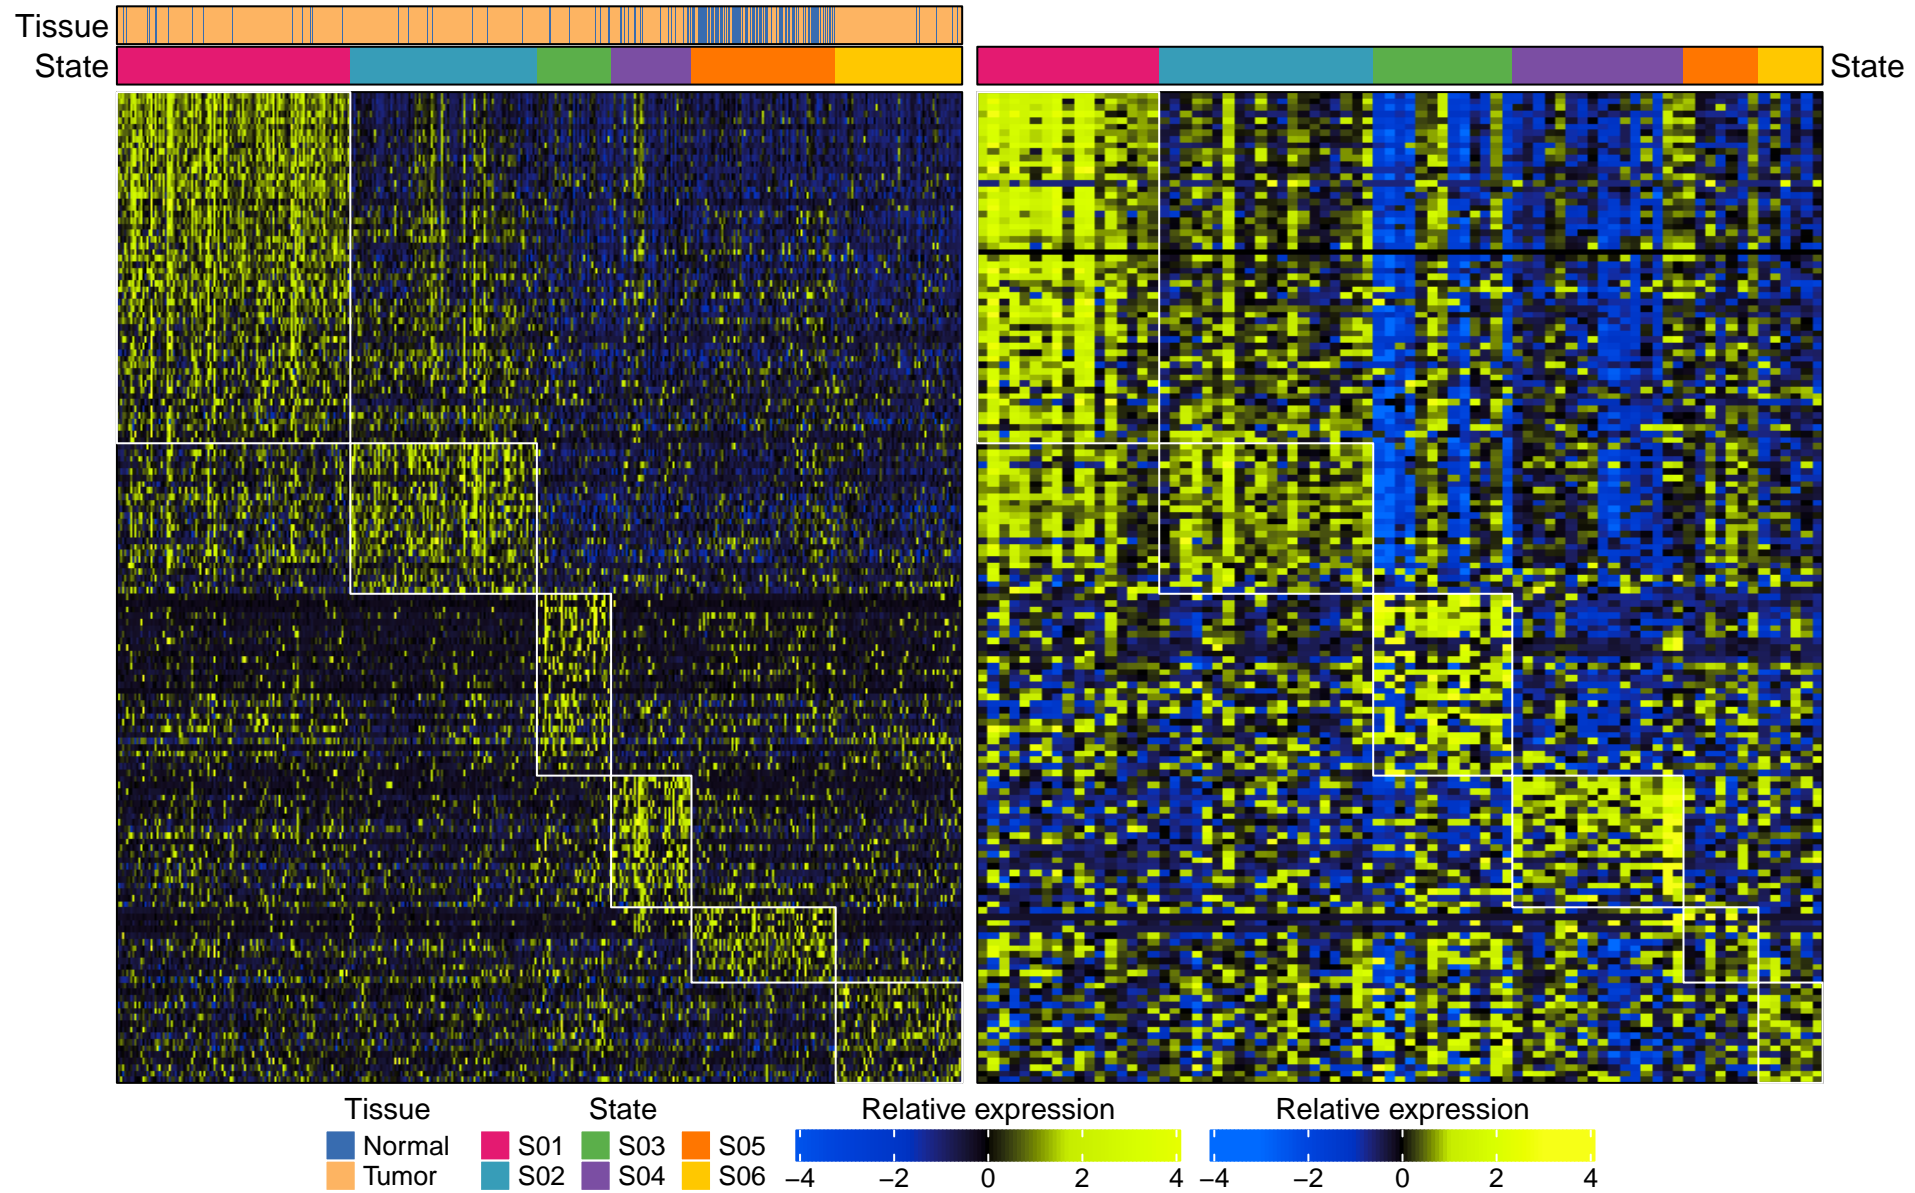 Tissue
State
State
Tissue State Relative expression Relative expression
Normal S01 S03 S05
Tumor S02 S04 S06
−4 −2 0 2 4 −4 −2 0 2 4